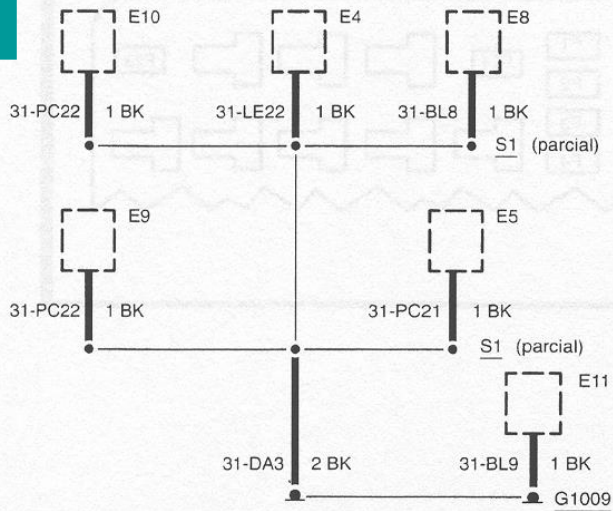 E10 E4 E8
31-PC22 1 BK 31-LE22 1 BK 31-BL8 1 BK
S1 (parcial)
E9 E5
31-PC22 1 BK 31-PC21 1 BK
S1 (parcial)
E11
31-DA3 2 BK 31-BL9 1 BK
G1009